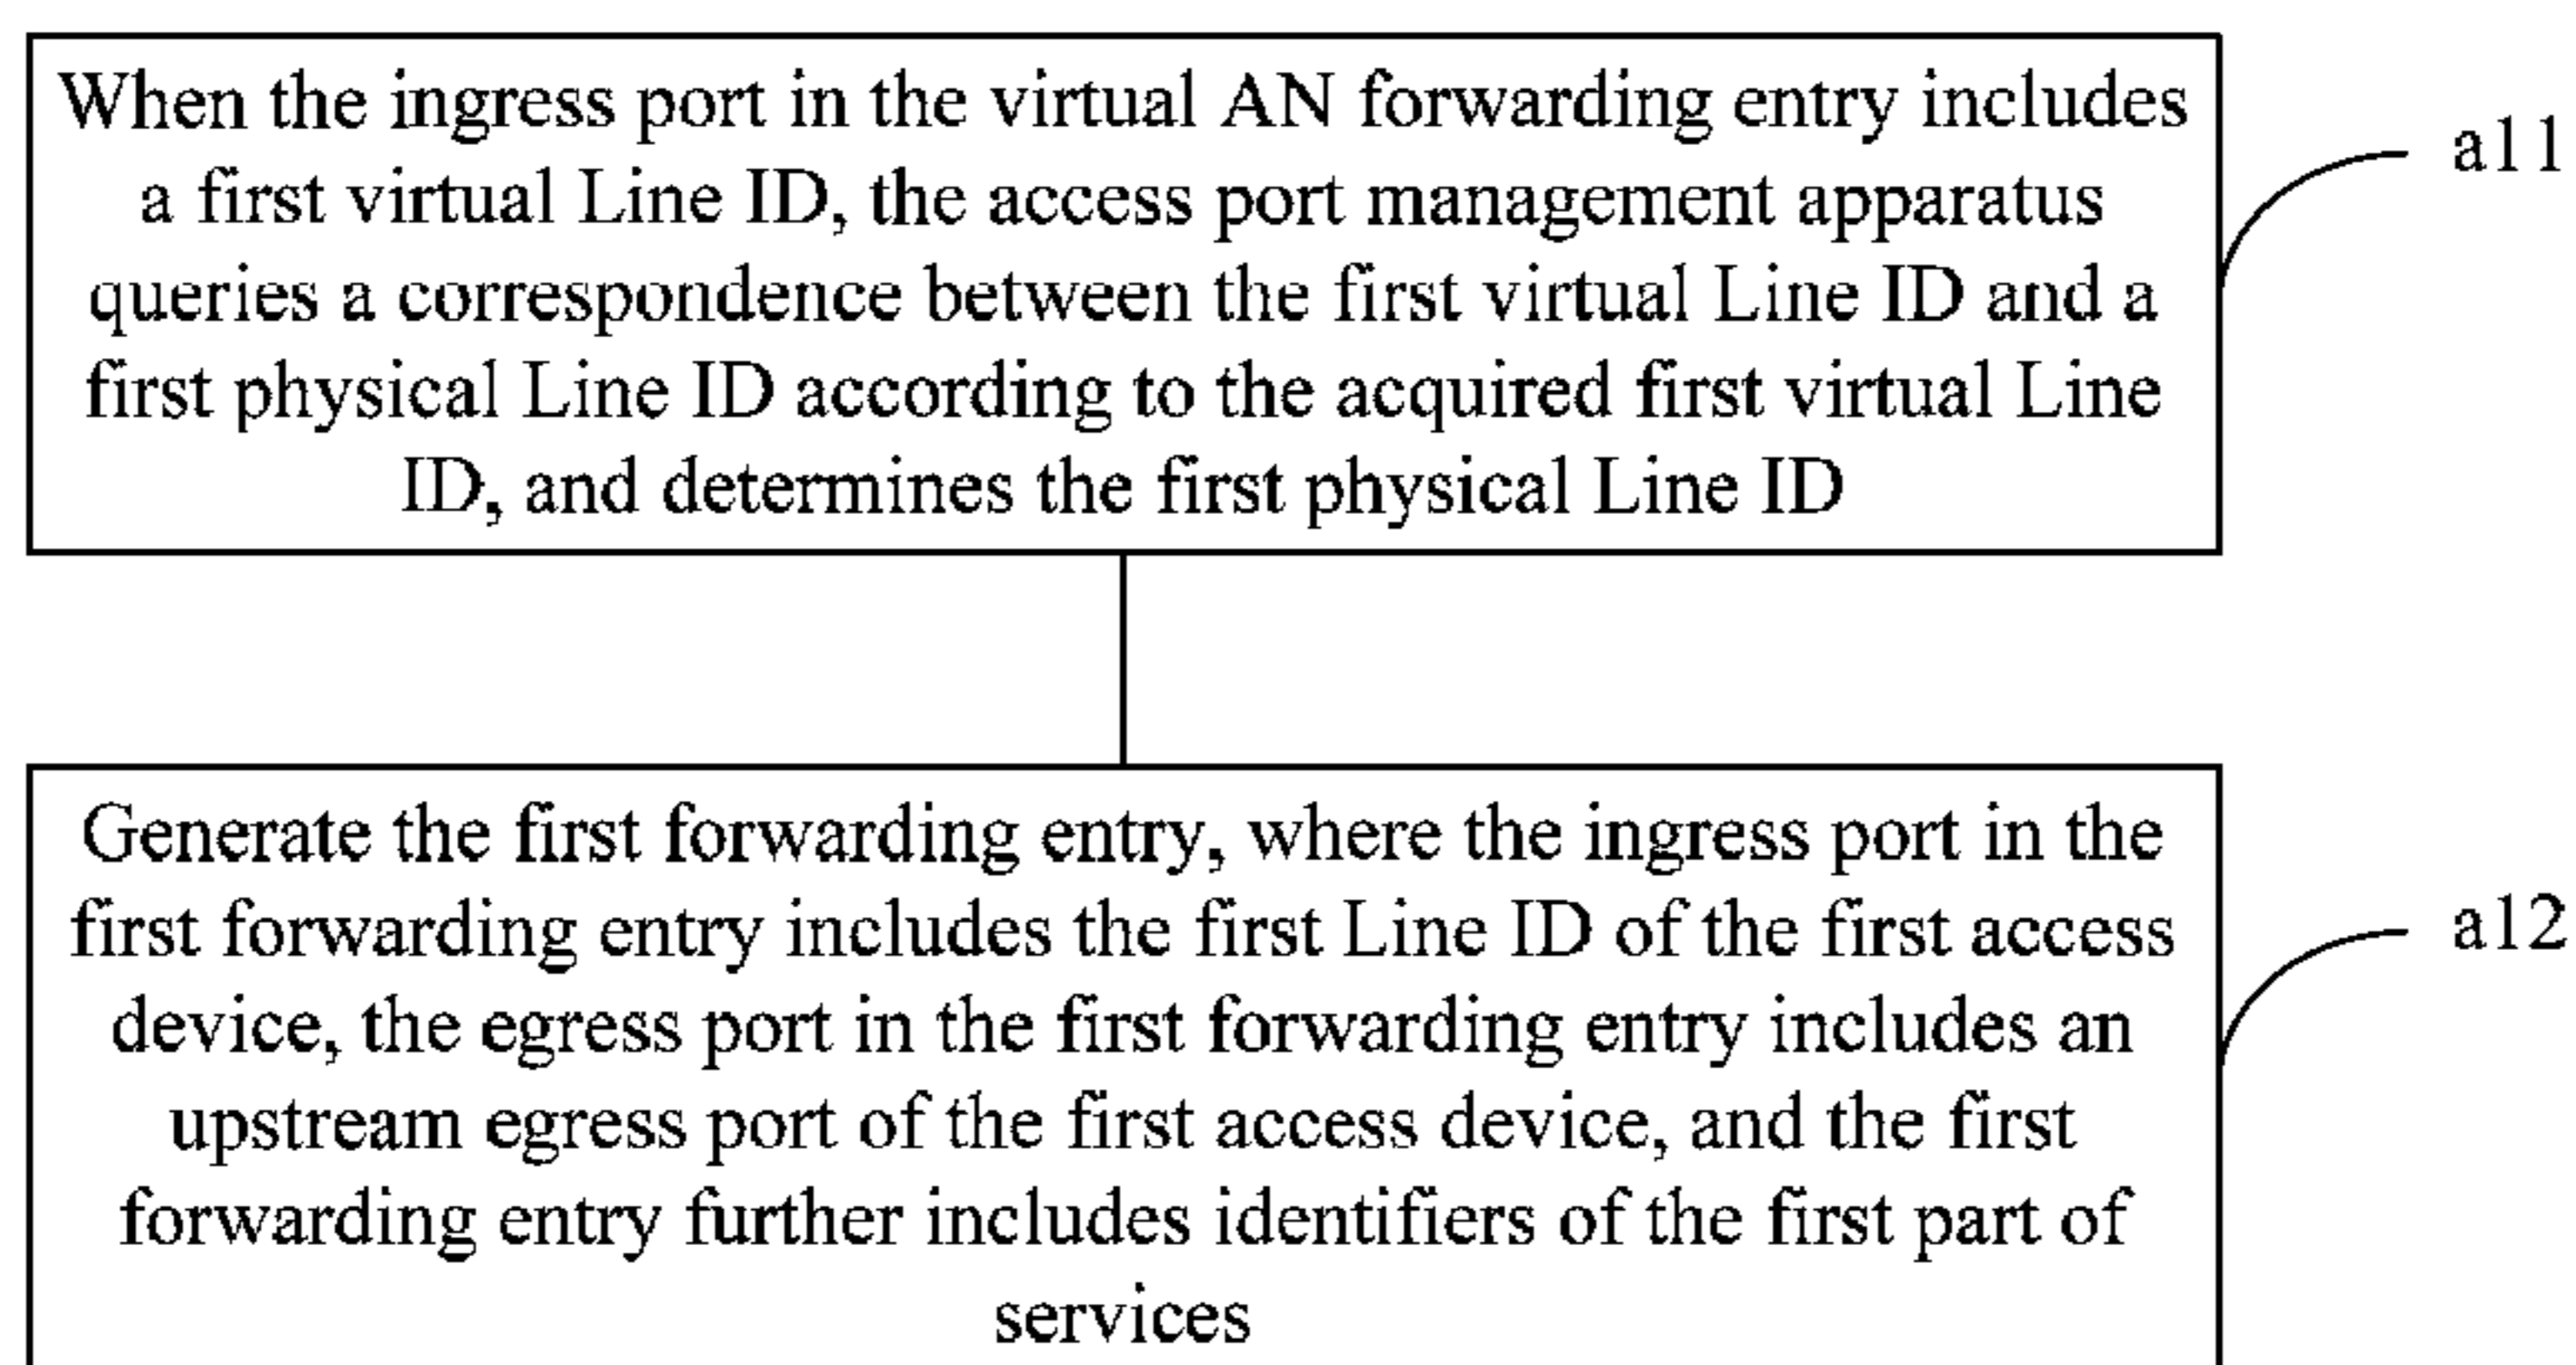 When the ingress port in the virtual AN forwarding entry includes
a first virtual Line ID, the access port management apparatus
queries a correspondence between the first virtual Line ID and a
first physical Line ID according to the acquired first virtual Line
ID, and determines the first physical Line ID
a11
Generate the first forwarding entry, where the ingress port in the
first forwarding entry includes the first Line ID of the first access
device, the egress port in the first forwarding entry includes an
upstream egress port of the first access device, and the first
forwarding entry further includes identifiers of the first part of
services
a12